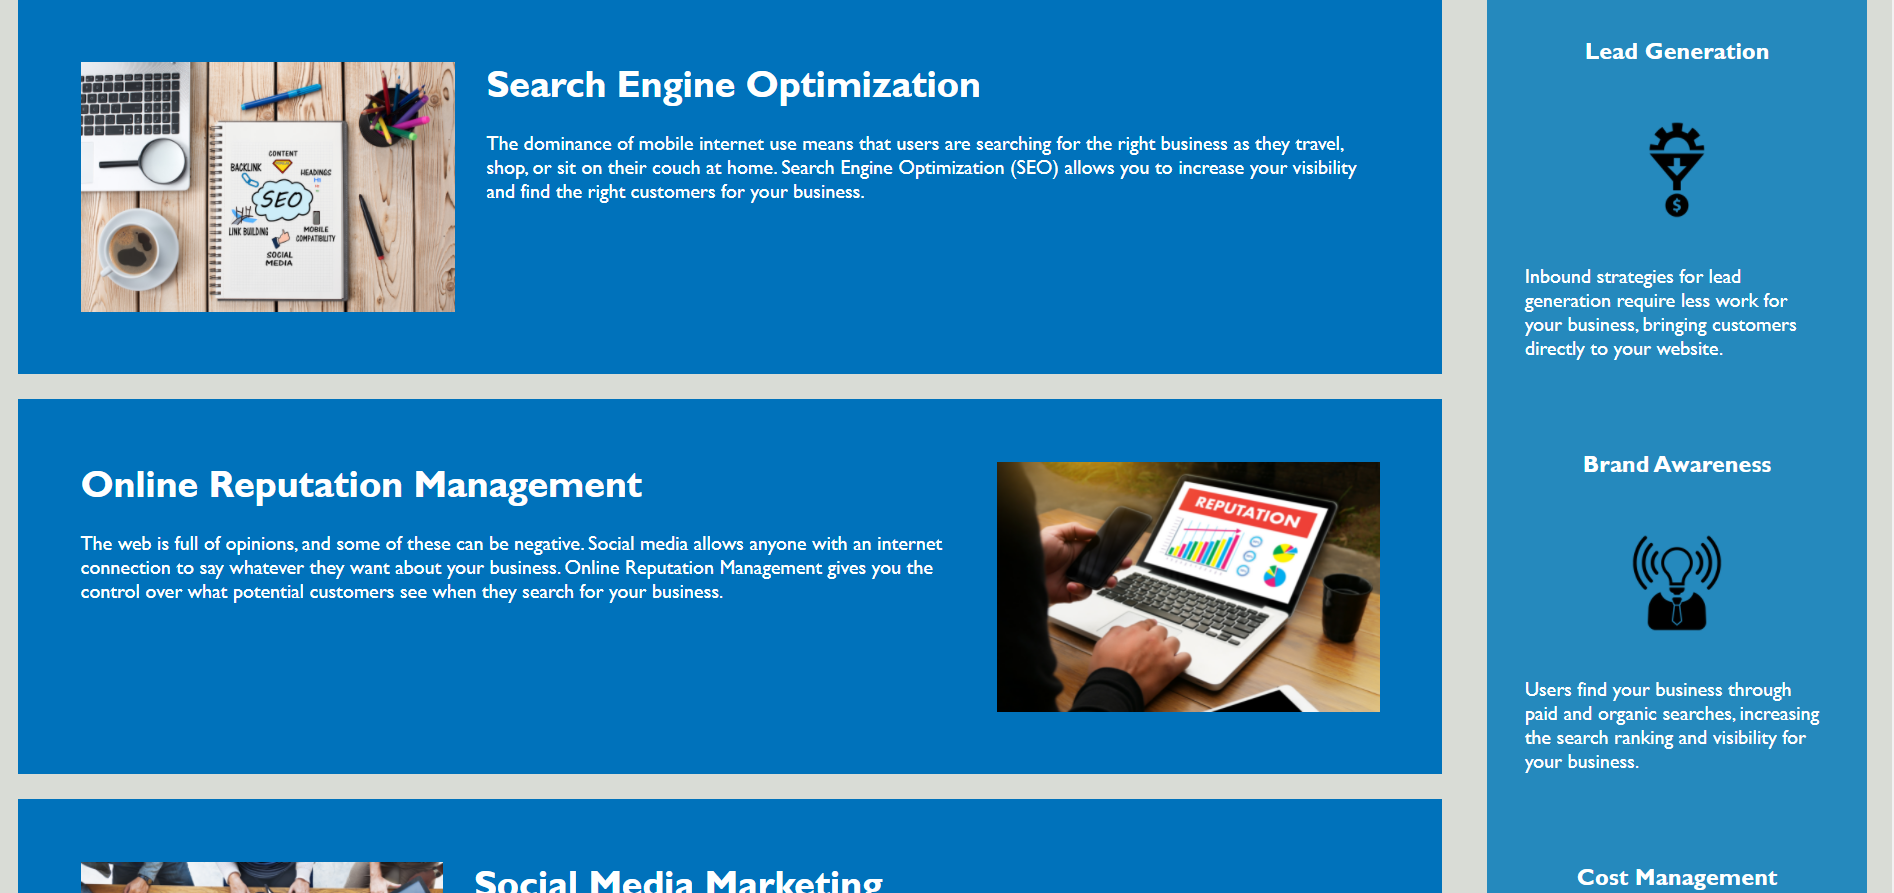 Search Engine Optimization
The dominance of mobile internet use means that users are searching for the right business as they travel,
shop, or sit on their couch at home. Search Engine Optimization (SEO) allows you to increase your visibility
and find the right customers for your business.
CONTENT
BACKLINK
HEADINGS
SEO
LINK BUILDING
MOBILE
COMPATIBILITY
SOCIAL
MEDIA
Online Reputation Management
The web is full of opinions, and some of these can be negative. Social media allows anyone with an internet
connection to say whatever they want about your business. Online Reputation Management gives you the
control over what potential customers see when they search for your business.
REPUTATION
Social Media Marketing
Lead Generation
$
Inbound strategies for lead
generation require less work for
your business, bringing customers
directly to your website.
Brand Awareness
Users find your business through
paid and organic searches, increasing
the search ranking and visibility for
your business.
Cost Management